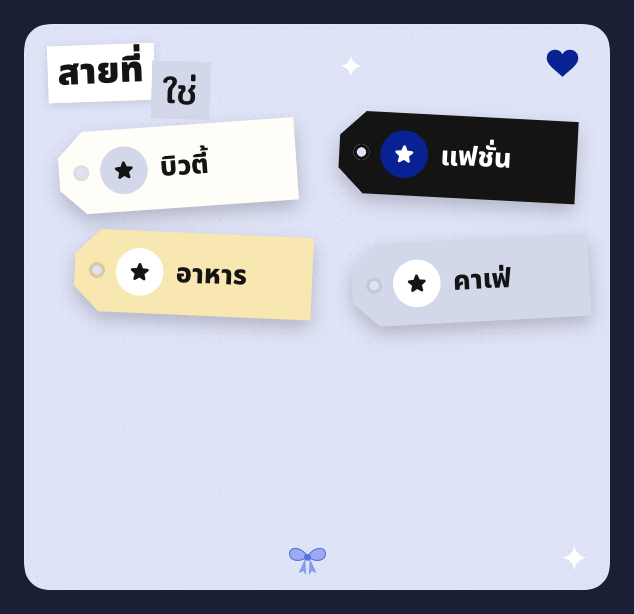 สายที่
ใช่
บิวตี้
แฟชั่น
อาหาร
คาเฟ่